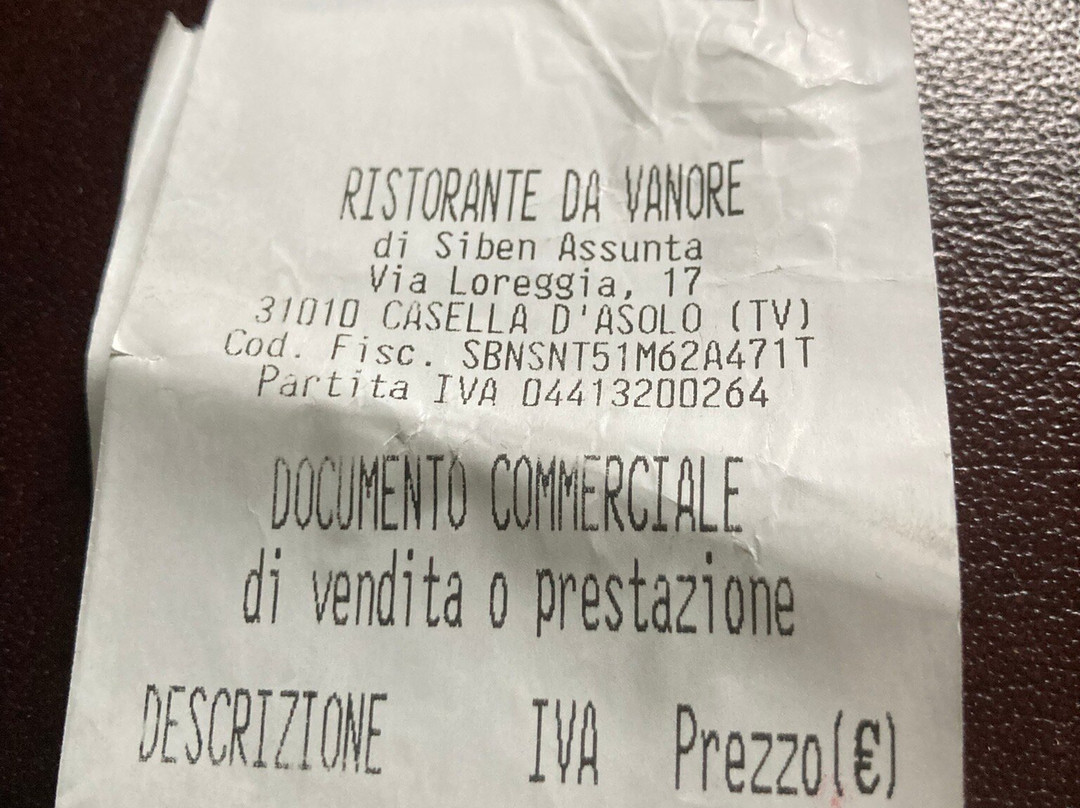 RISTORANTE DA VANORE
di Siben Assunta
Via Loreggia, 17
31010 CASELLA D'ASOLO (TV)
Cod. Fisc. SBNSNT51M62A471T
Partita IVA 04413200264
DOCUMENTO COMMERCIALE
di vendita o prestazione
DESCRIZIONE IVA Prezzo(€)